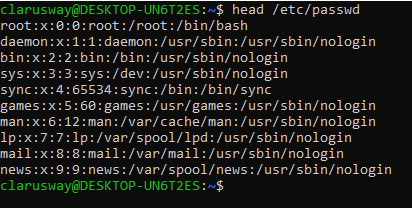 clarusway@DESKTOP-UN6T2ES:~$ head /etc/passwd
root:x:0:0:root:/root:/bin/bash
daemon:x:1:1:daemon:/usr/sbin:/usr/sbin/nologin
bin:x:2:2:bin:/bin:/usr/sbin/nologin
sys:x:3:3:sys:/dev:/usr/sbin/nologin
sync:x:4:65534:sync:/bin:/bin/sync
games:x:5:60:games:/usr/games:/usr/sbin/nologin
man:x:6:12:man:/var/cache/man:/usr/sbin/nologin
lp:x:7:7:lp:/var/spool/lpd:/usr/sbin/nologin
mail:x:8:8:mail:/var/mail:/usr/sbin/nologin
news:x:9:9:news:/var/spool/news:/usr/sbin/nologin
clarusway@DESKTOP-UN6T2ES:~$